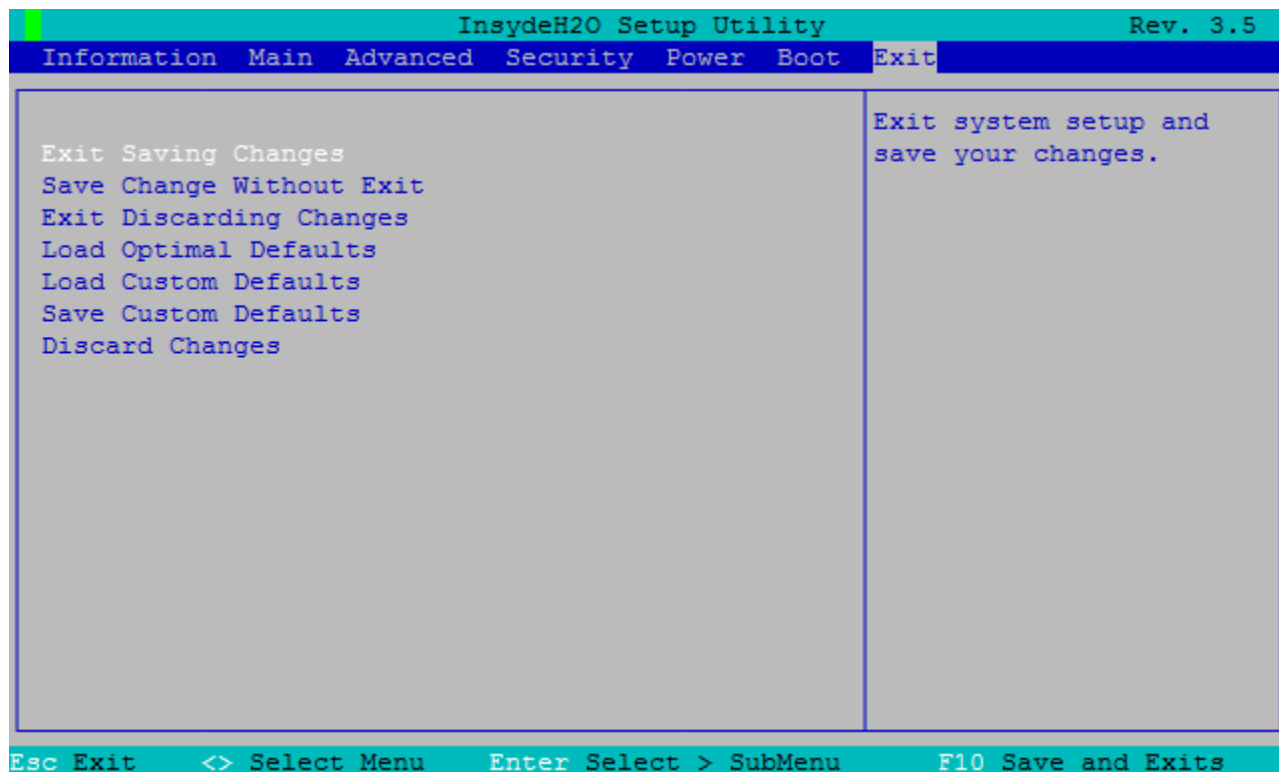 InsydeH2O Setup Utility Rev. 3.5
Information Main Advanced Security Power Boot Exit
Exit Saving Changes
Save Change Without Exit
Exit Discarding Changes
Load Optimal Defaults
Load Custom Defaults
Save Custom Defaults
Discard Changes
Exit system setup and
save your changes.
Esc Exit <> Select Menu Enter Select > SubMenu F10 Save and Exits